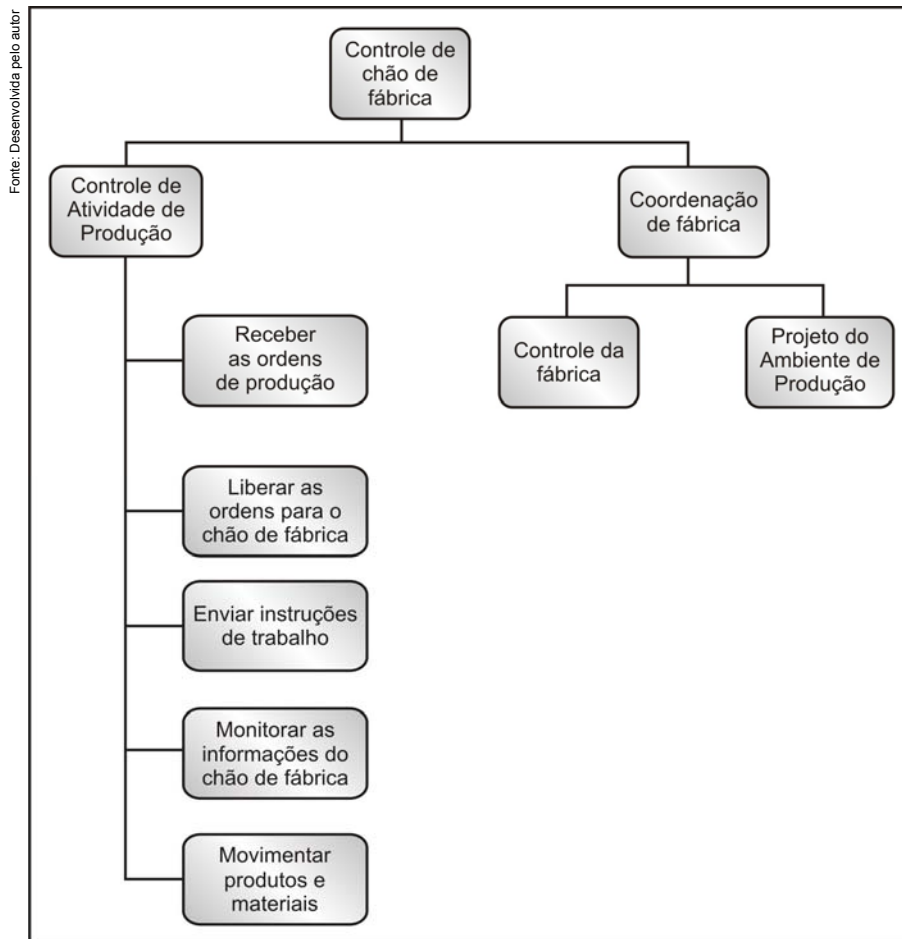 Fonte: Desenvolvida pelo autor
Controle de
chão de
fábrica
Controle de
Atividade de
Produção
Coordenação
de fábrica
Receber
as ordens
de produção
Controle da
fábrica
Projeto do
Ambiente de
Produção
Liberar as
ordens para o
chão de fábrica
Enviar instruções
de trabalho
Monitorar as
informações do
chão de fábrica
Movimentar
produtos e
materiais